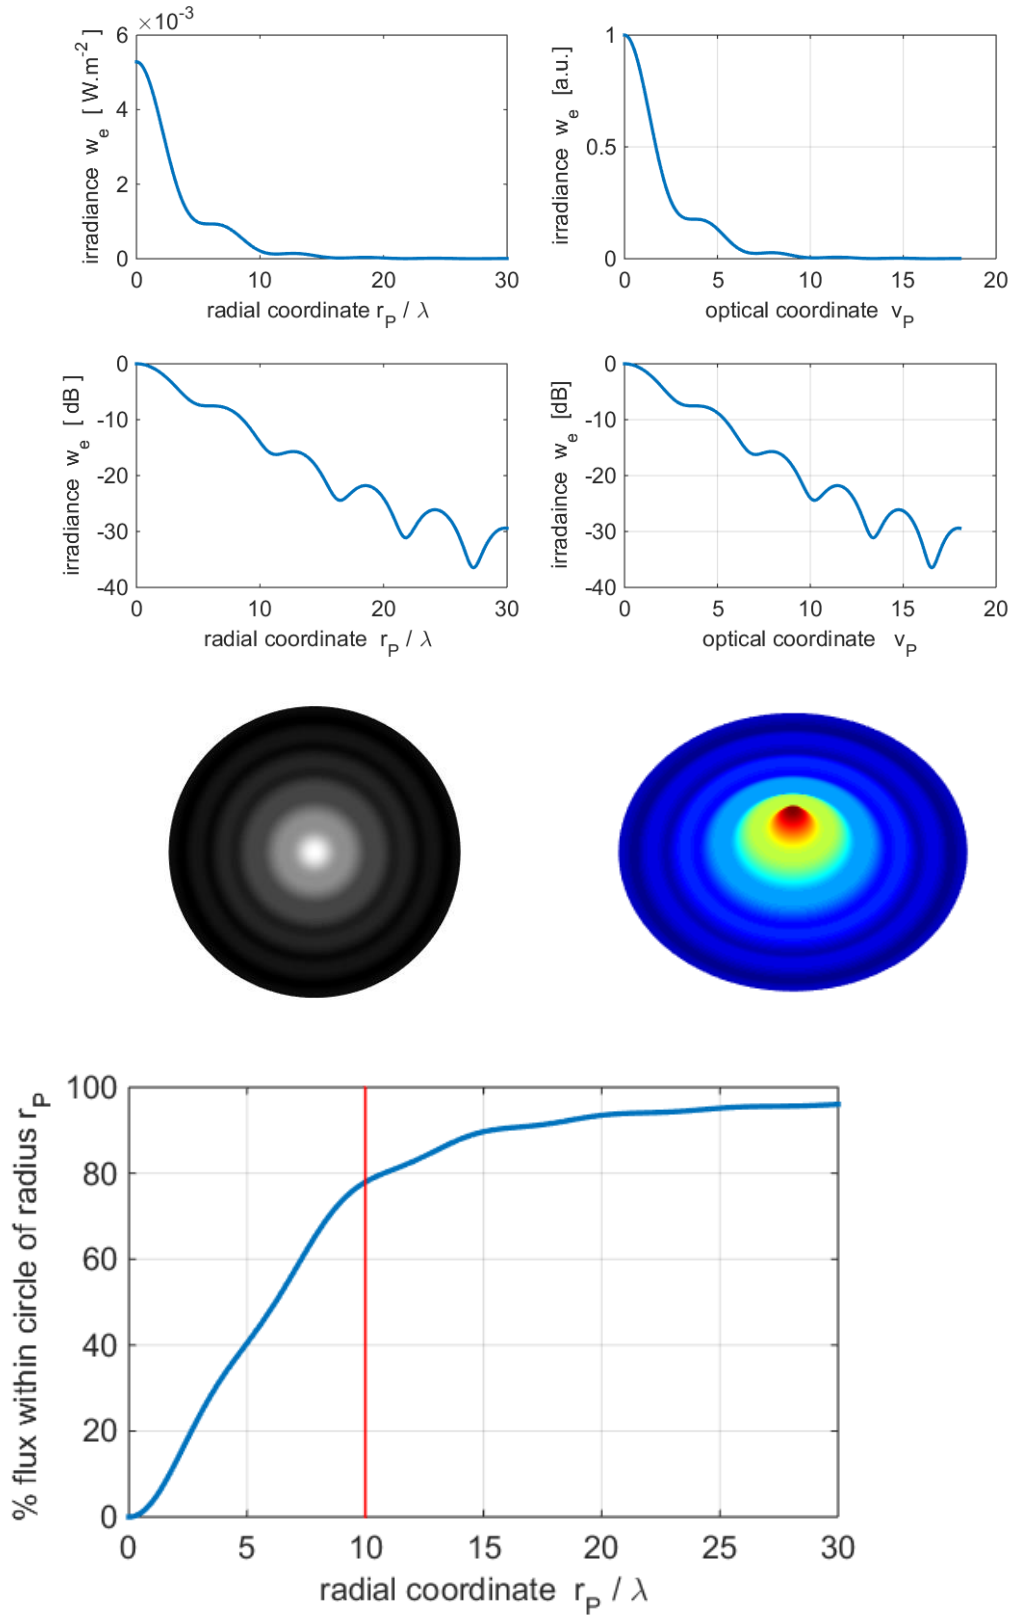 ×10⁻³
6
4
2
0
irradiance wₑ [ W.m⁻² ]
0 10 20 30
radial coordinate r_P / λ
1
0.5
0
irradiance wₑ [a.u.]
0 5 10 15 20
optical coordinate v_P
0
-10
-20
-30
-40
irradiance wₑ [ dB ]
0 10 20 30
radial coordinate r_P / λ
0
-10
-20
-30
-40
irradaince wₑ [dB]
0 5 10 15 20
optical coordinate v_P
100
80
60
40
20
0
% flux within circle of radius r_P
0 5 10 15 20 25 30
radial coordinate r_P / λ